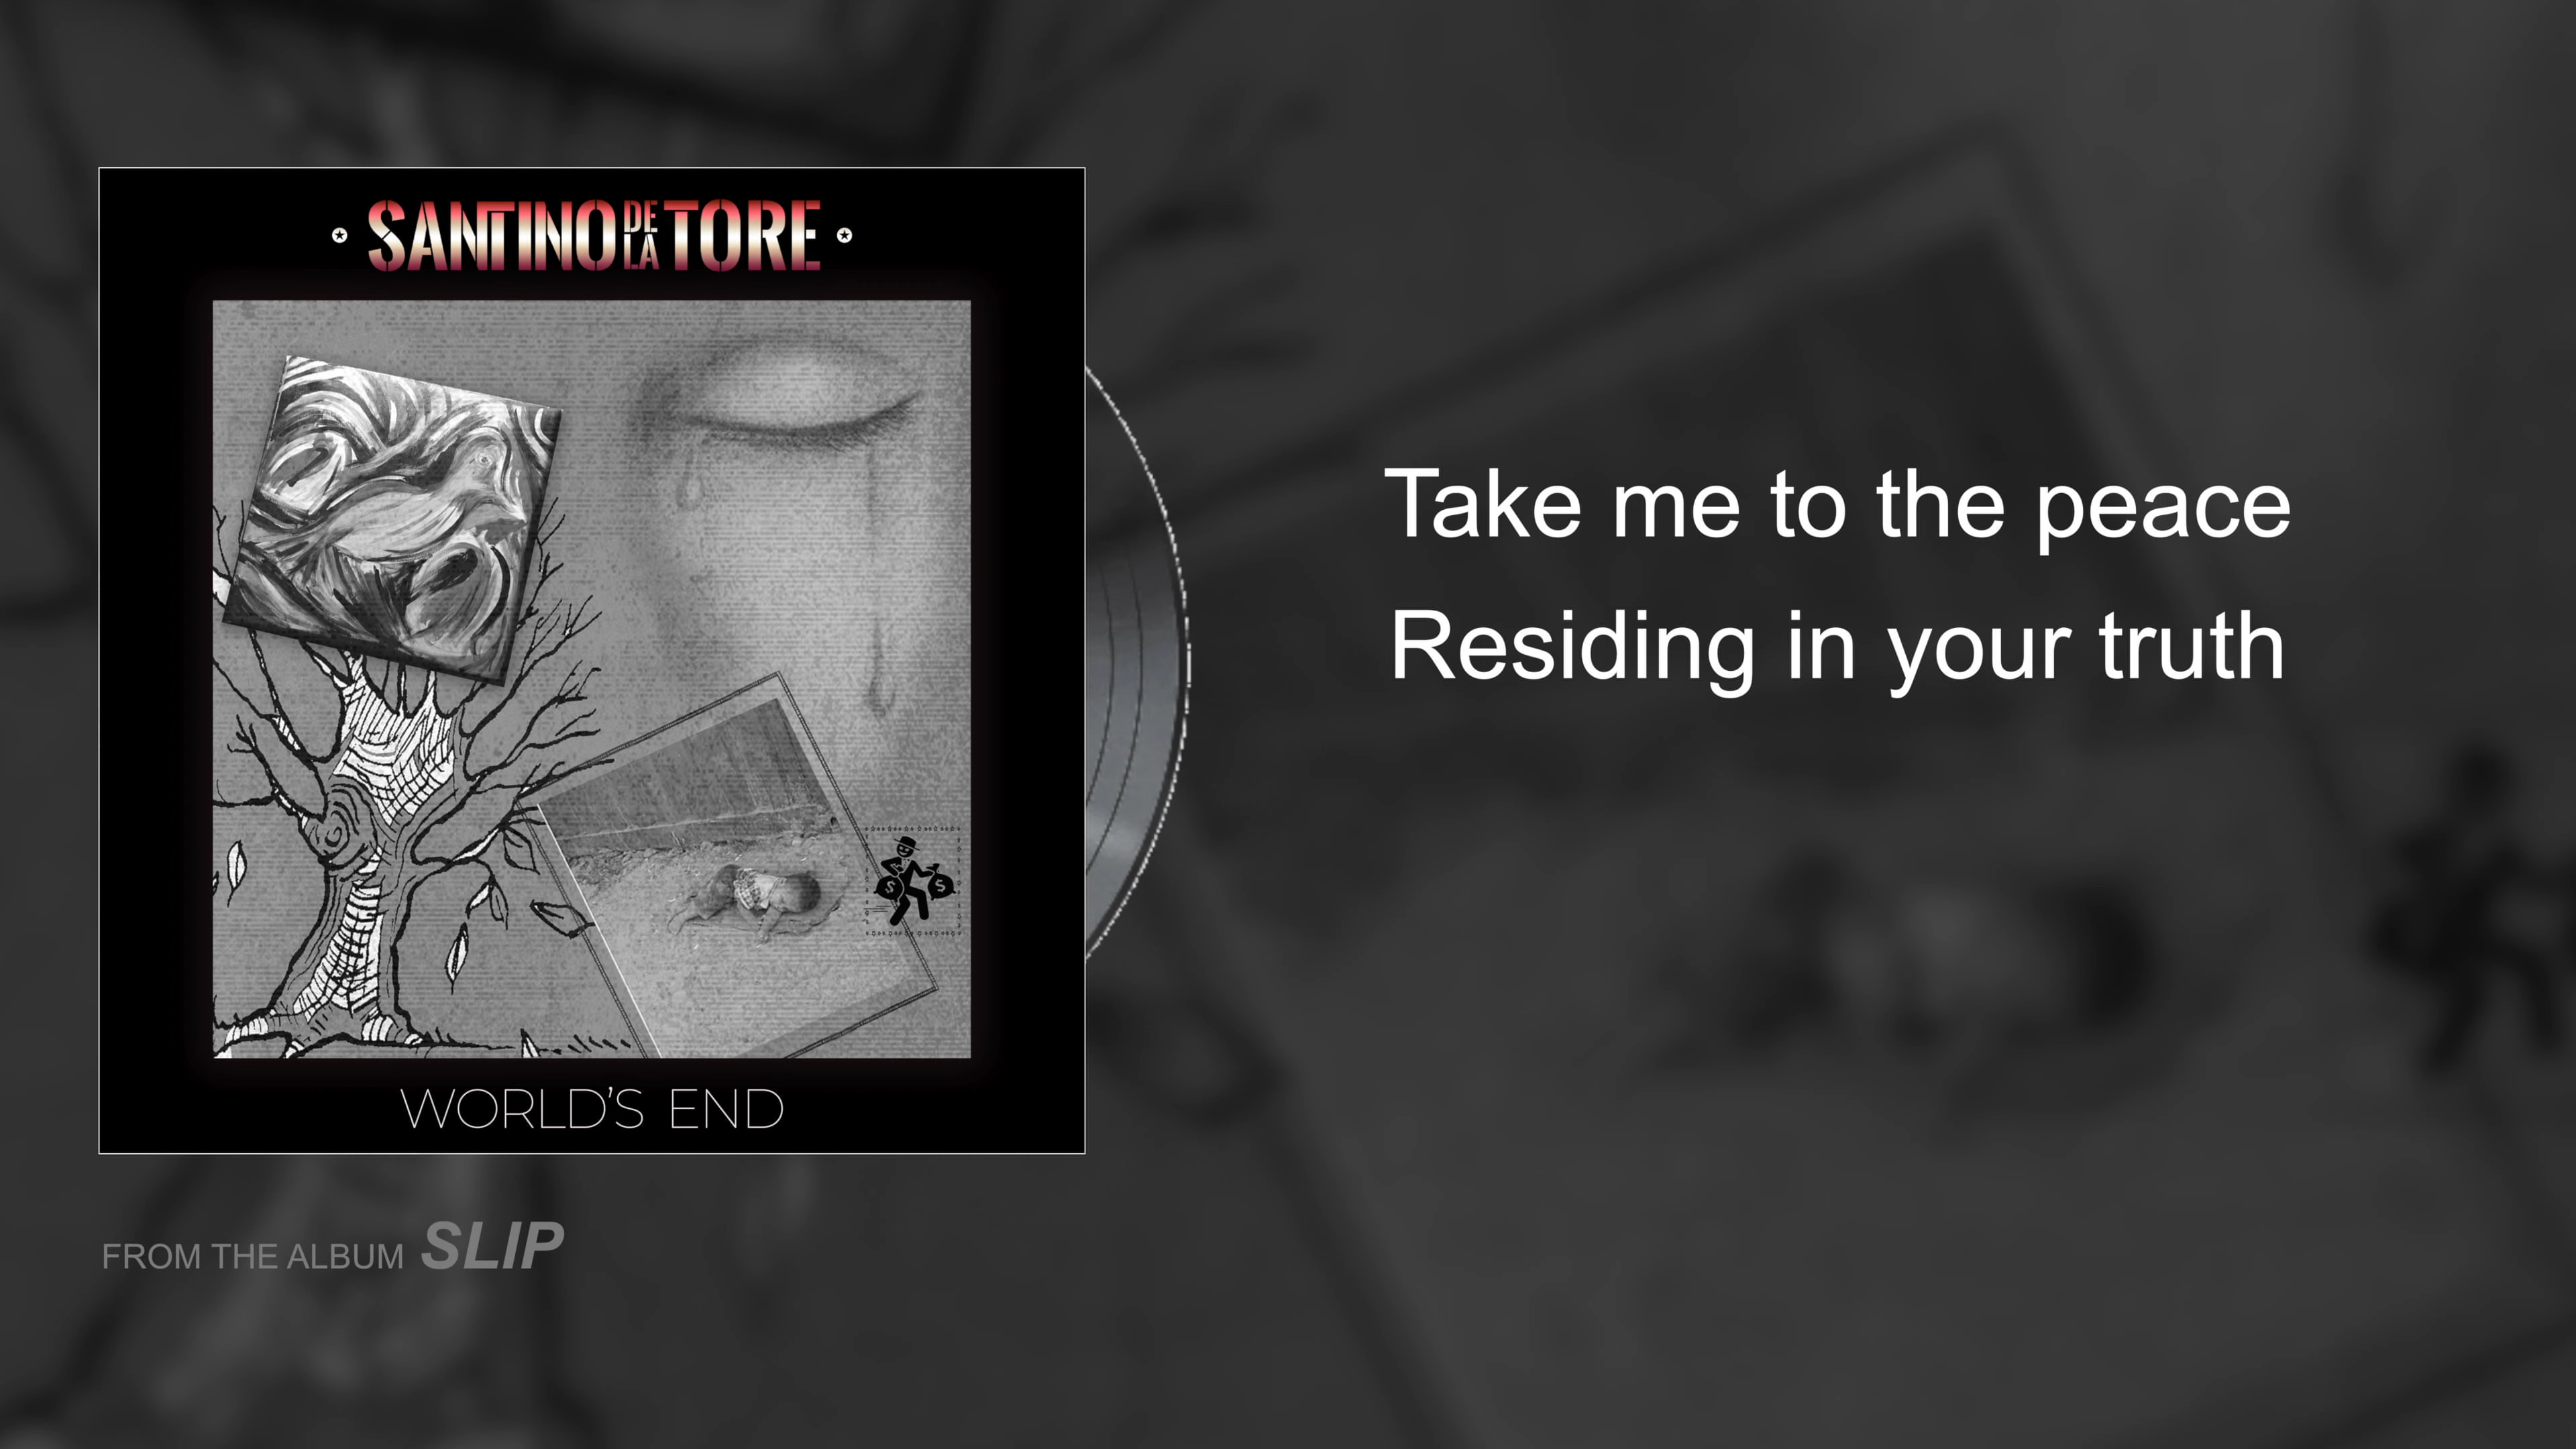 SANTINO DE LA TORE
WORLD'S END
FROM THE ALBUM SLIP
Take me to the peace
Residing in your truth